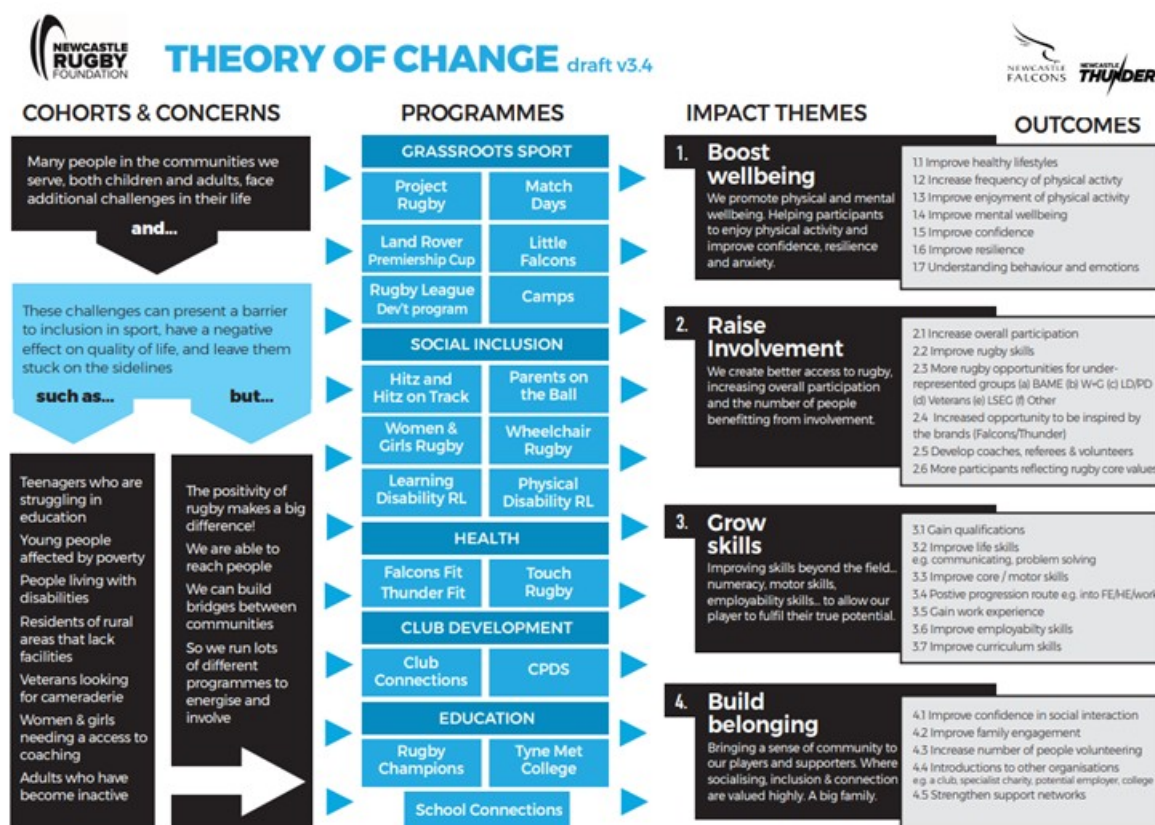 NEWCASTLE
RUGBY
FOUNDATION
THEORY OF CHANGE draft v3.4
NEWCASTLE
FALCONS
NEWCASTLE
THUNDER
COHORTS & CONCERNS
Many people in the communities we
serve, both children and adults, face
additional challenges in their life
and...
These challenges can present a barrier
to inclusion in sport, have a negative
effect on quality of life, and leave them
stuck on the sidelines
such as...
but...
Teenagers who are
struggling in
education
Young people
affected by poverty
People living with
disabilities
Residents of rural
areas that lack
facilities
Veterans looking
for cameraderie
Women & girls
needing a access to
coaching
Adults who have
become inactive
The positivity of
rugby makes a big
difference!
We are able to
reach people
We can build
bridges between
communities
So we run lots
of different
programmes to
energise and
involve
PROGRAMMES
GRASSROOTS SPORT
Project
Rugby
Match
Days
Land Rover
Premiership Cup
Little
Falcons
Rugby League
Dev't program
Camps
SOCIAL INCLUSION
Hitz and
Hitz on Track
Parents on
the Ball
Women &
Girls Rugby
Wheelchair
Rugby
Learning
Disability RL
Physical
Disability RL
HEALTH
Falcons Fit
Thunder Fit
Touch
Rugby
CLUB DEVELOPMENT
Club
Connections
CPDS
EDUCATION
Rugby
Champions
Tyne Met
College
School Connections
IMPACT THEMES
OUTCOMES
1. Boost
wellbeing
We promote physical and mental
wellbeing. Helping participants
to enjoy physical activity and
improve confidence, resilience
and anxiety.
1.1 Improve healthy lifestyles
1.2 Increase frequency of physical activty
1.3 Improve enjoyment of physical activity
1.4 Improve mental wellbeing
1.5 Improve confidence
1.6 Improve resilience
1.7 Understanding behaviour and emotions
2. Raise
Involvement
We create better access to rugby,
increasing overall participation
and the number of people
benefitting from involvement.
2.1 Increase overall participation
2.2 Improve rugby skills
2.3 More rugby opportunities for under-
represented groups (a) BAME (b) W+G (c) LD/PD
(d) Veterans (e) LSEG (f) Other
2.4 Increased opportunity to be inspired by
the brands (Falcons/Thunder)
2.5 Develop coaches, referees & volunteers
2.6 More participants reflecting rugby core values
3. Grow
skills
Improving skills beyond the field...
numeracy, motor skills,
employability skills... to allow our
player to fulfil their true potential.
3.1 Gain qualifications
3.2 Improve life skills
e.g. communicating, problem solving
3.3 Improve core / motor skills
3.4 Postive progression route e.g. into FE/HE/work
3.5 Gain work experience
3.6 Improve employabilty skills
3.7 Improve curriculum skills
4. Build
belonging
Bringing a sense of community to
our players and supporters. Where
socialising, inclusion & connection
are valued highly. A big family.
4.1 Improve confidence in social interaction
4.2 Improve family engagement
4.3 Increase number of people volunteering
4.4 Introductions to other organisations
e.g. a club, specialist charity, potential employer, college
4.5 Strengthen support networks